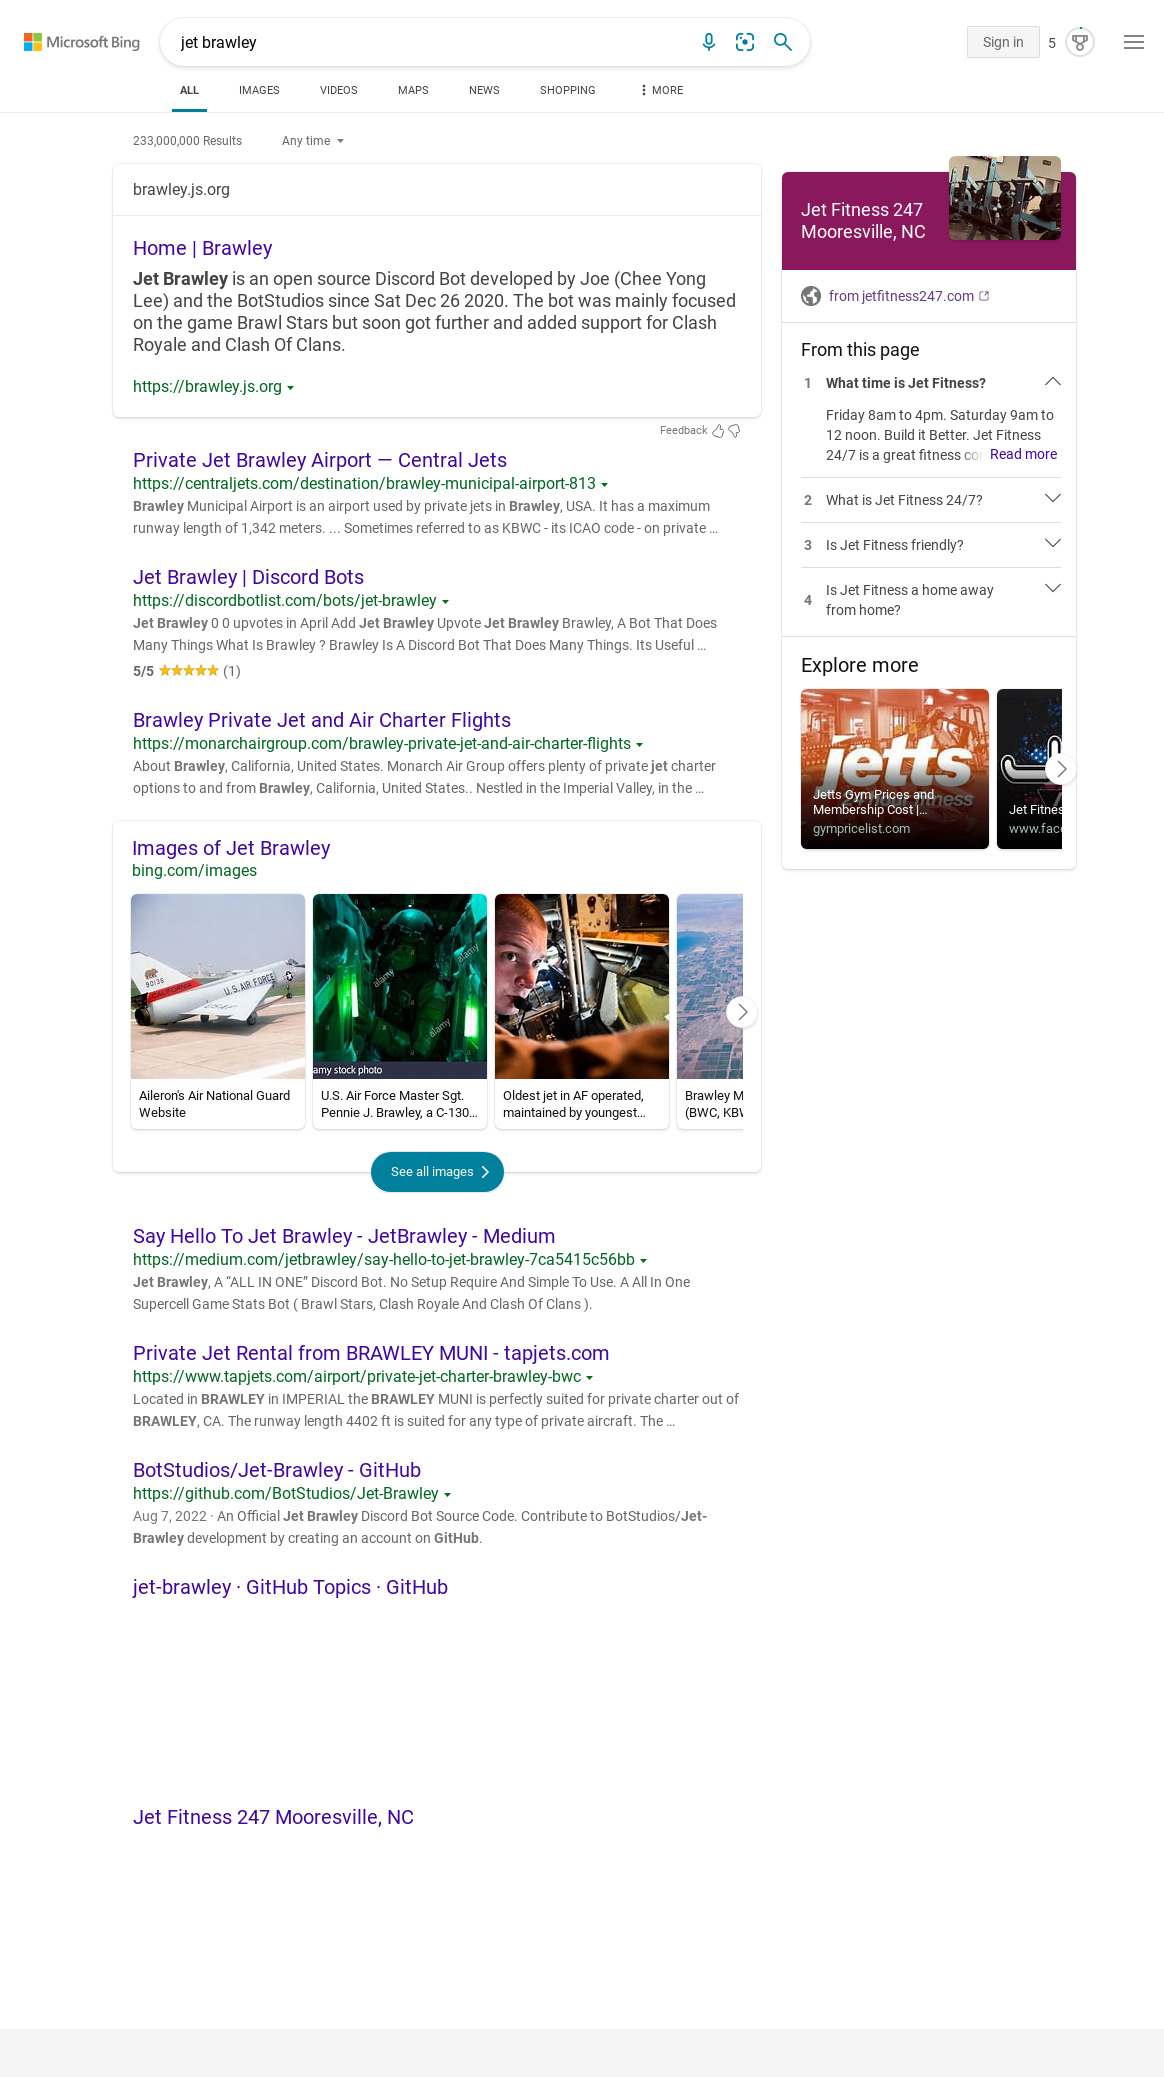 Microsoft Bing
jet brawley
Sign in
5
ALL
IMAGES
VIDEOS
MAPS
NEWS
SHOPPING
MORE
233,000,000 Results
Any time
brawley.js.org
Home | Brawley
Jet Brawley is an open source Discord Bot developed by Joe (Chee Yong
Lee) and the BotStudios since Sat Dec 26 2020. The bot was mainly focused
on the game Brawl Stars but soon got further and added support for Clash
Royale and Clash Of Clans.
https://brawley.js.org
Feedback
Private Jet Brawley Airport — Central Jets
https://centraljets.com/destination/brawley-municipal-airport-813
Brawley Municipal Airport is an airport used by private jets in Brawley, USA. It has a maximum
runway length of 1,342 meters. ... Sometimes referred to as KBWC - its ICAO code - on private ...
Jet Brawley | Discord Bots
https://discordbotlist.com/bots/jet-brawley
Jet Brawley 0 0 upvotes in April Add Jet Brawley Upvote Jet Brawley Brawley, A Bot That Does
Many Things What Is Brawley ? Brawley Is A Discord Bot That Does Many Things. Its Useful ...
5/5 ★★★★★ (1)
Brawley Private Jet and Air Charter Flights
https://monarchairgroup.com/brawley-private-jet-and-air-charter-flights
About Brawley, California, United States. Monarch Air Group offers plenty of private jet charter
options to and from Brawley, California, United States.. Nestled in the Imperial Valley, in the ...
Images of Jet Brawley
bing.com/images
90136
CALIFORNIA
U.S. AIR FORCE
USAF
alamy
alamy
alamy
amy stock photo
Aileron's Air National Guard
Website
U.S. Air Force Master Sgt.
Pennie J. Brawley, a C-130...
Oldest jet in AF operated,
maintained by youngest...
Brawley M
(BWC, KBW
See all images
Say Hello To Jet Brawley - JetBrawley - Medium
https://medium.com/jetbrawley/say-hello-to-jet-brawley-7ca5415c56bb
Jet Brawley, A “ALL IN ONE” Discord Bot. No Setup Require And Simple To Use. A All In One
Supercell Game Stats Bot ( Brawl Stars, Clash Royale And Clash Of Clans ).
Private Jet Rental from BRAWLEY MUNI - tapjets.com
https://www.tapjets.com/airport/private-jet-charter-brawley-bwc
Located in BRAWLEY in IMPERIAL the BRAWLEY MUNI is perfectly suited for private charter out of
BRAWLEY, CA. The runway length 4402 ft is suited for any type of private aircraft. The ...
BotStudios/Jet-Brawley - GitHub
https://github.com/BotStudios/Jet-Brawley
Aug 7, 2022 · An Official Jet Brawley Discord Bot Source Code. Contribute to BotStudios/Jet-
Brawley development by creating an account on GitHub.
jet-brawley · GitHub Topics · GitHub
Jet Fitness 247 Mooresville, NC
Jet Fitness 247
Mooresville, NC
from jetfitness247.com
From this page
1 What time is Jet Fitness?
Friday 8am to 4pm. Saturday 9am to
12 noon. Build it Better. Jet Fitness
24/7 is a great fitness co Read more
2 What is Jet Fitness 24/7?
3 Is Jet Fitness friendly?
4 Is Jet Fitness a home away
from home?
Explore more
jetts
24 hour fitness
Jetts Gym Prices and
Membership Cost |...
gympricelist.com
Jet Fitnes
www.face